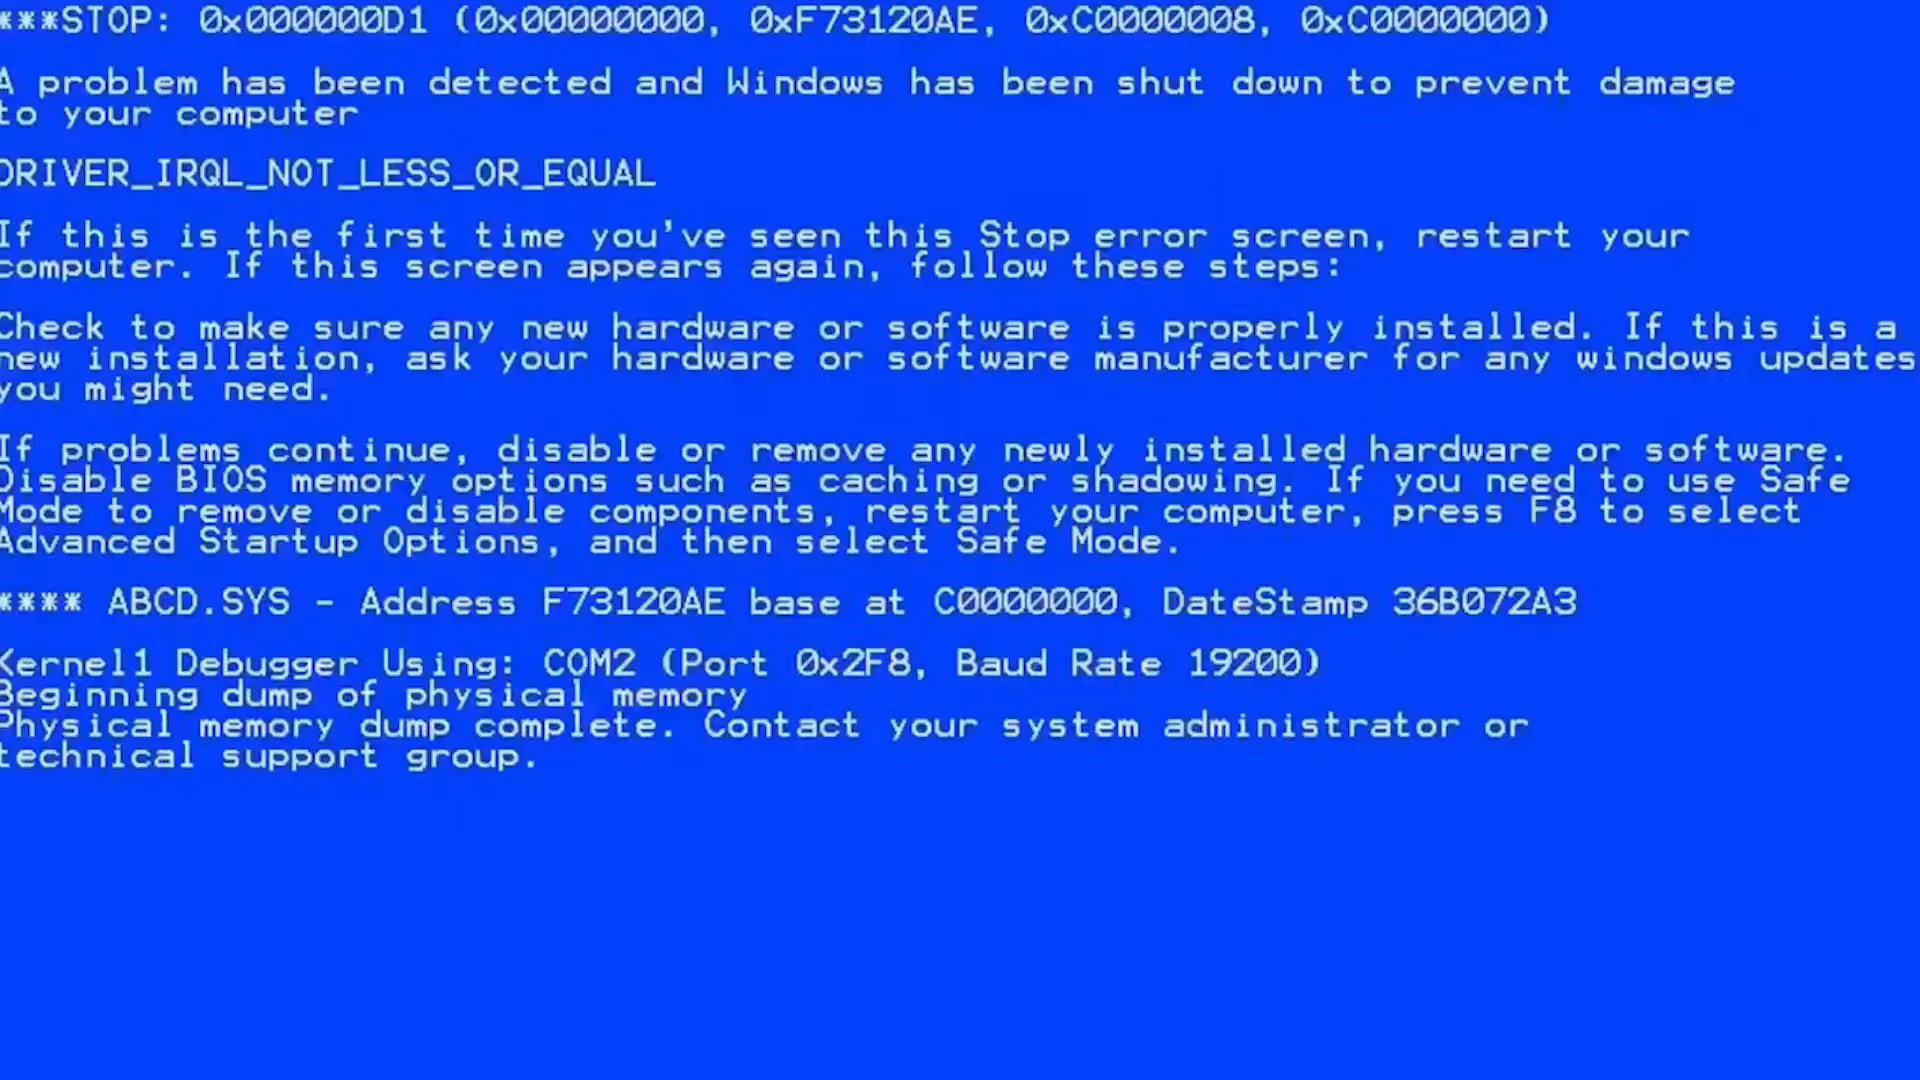 ***STOP: 0x000000D1 (0x00000000, 0xF73120AE, 0xC0000008, 0xC0000000)
A problem has been detected and Windows has been shut down to prevent damage
to your computer
DRIVER_IRQL_NOT_LESS_OR_EQUAL
If this is the first time you've seen this Stop error screen, restart your
computer. If this screen appears again, follow these steps:
Check to make sure any new hardware or software is properly installed. If this is a
new installation, ask your hardware or software manufacturer for any windows updates
you might need.
If problems continue, disable or remove any newly installed hardware or software.
Disable BIOS memory options such as caching or shadowing. If you need to use Safe
Mode to remove or disable components, restart your computer, press F8 to select
Advanced Startup Options, and then select Safe Mode.
**** ABCD.SYS - Address F73120AE base at C0000000, DateStamp 36B072A3
Kernel1 Debugger Using: COM2 (Port 0x2F8, Baud Rate 19200)
Beginning dump of physical memory
Physical memory dump complete. Contact your system administrator or
technical support group.